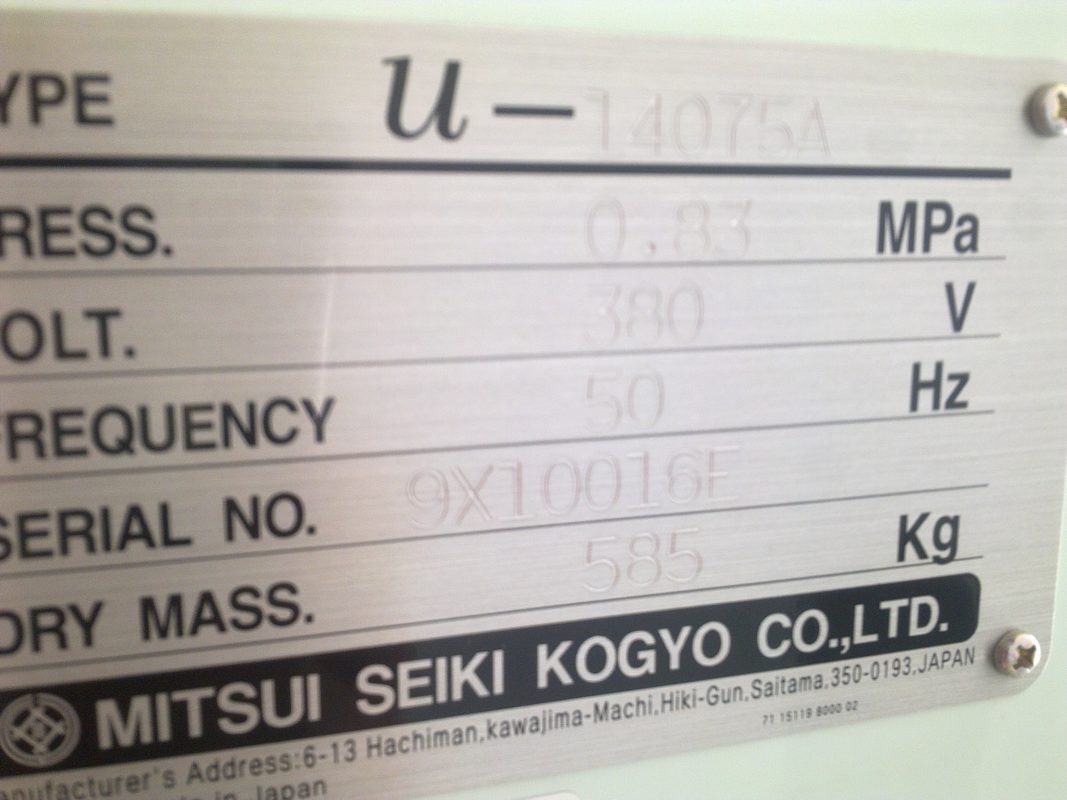 YPE u-14075A
RESS. 0.83 MPa
OLT. 380 V
FREQUENCY 50 Hz
SERIAL NO. 9X10016E
DRY MASS. 585 Kg
MITSUI SEIKI KOGYO CO.,LTD.
anufacturer's Address:6-13 Hachiman,kawajima-Machi,Hiki-Gun,Saitama,350-0193,JAPAN
71 15119 8000 02
in Japan